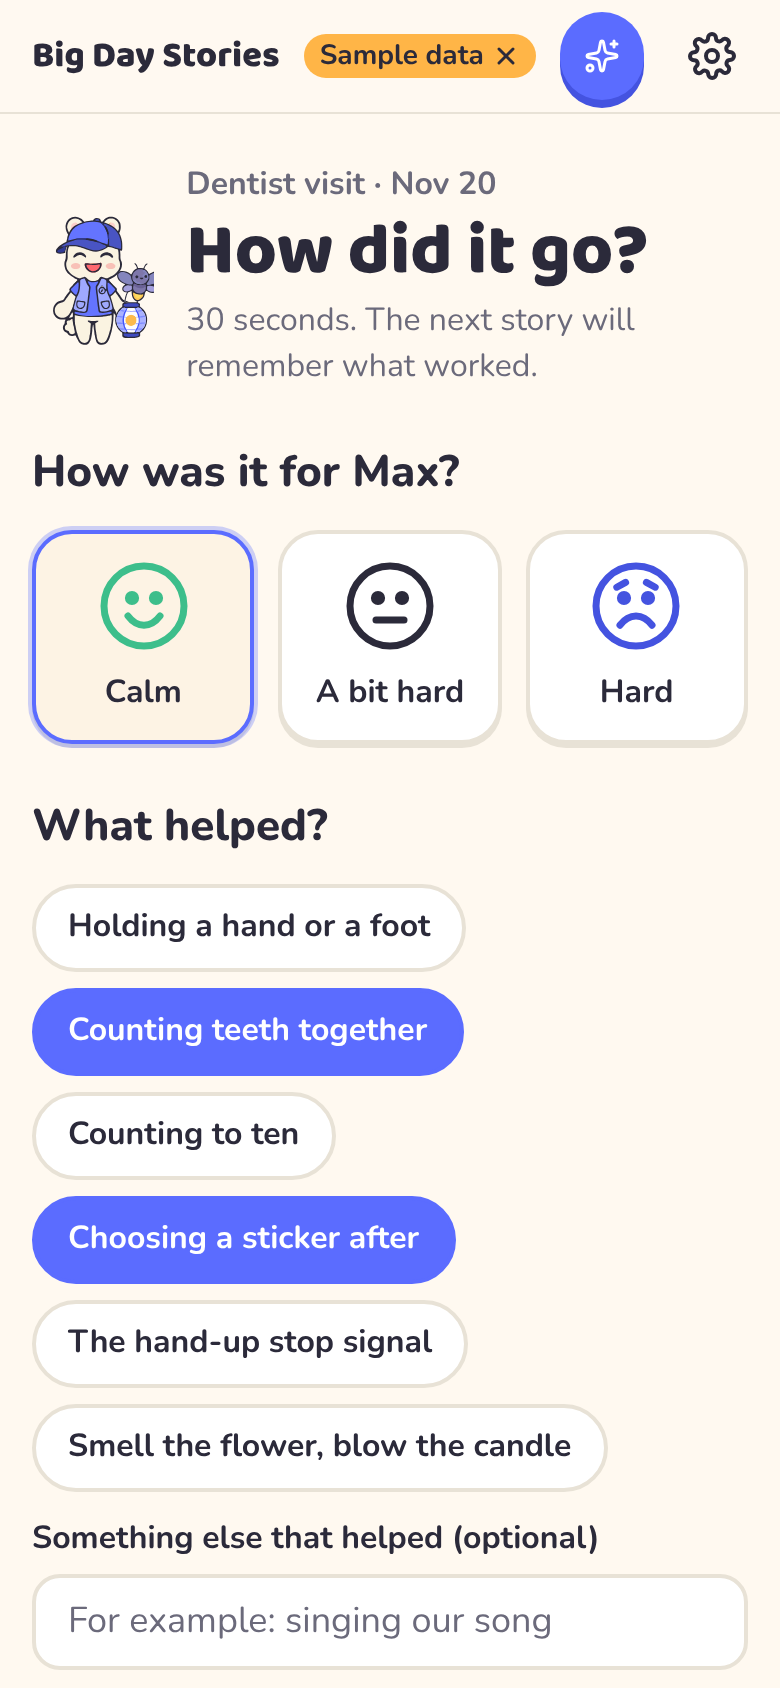 Big Day Stories
Sample data
Dentist visit · Nov 20
How did it go?
30 seconds. The next story will
remember what worked.
How was it for Max?
Calm
A bit hard
Hard
What helped?
Holding a hand or a foot
Counting teeth together
Counting to ten
Choosing a sticker after
The hand-up stop signal
Smell the flower, blow the candle
Something else that helped (optional)
For example: singing our song